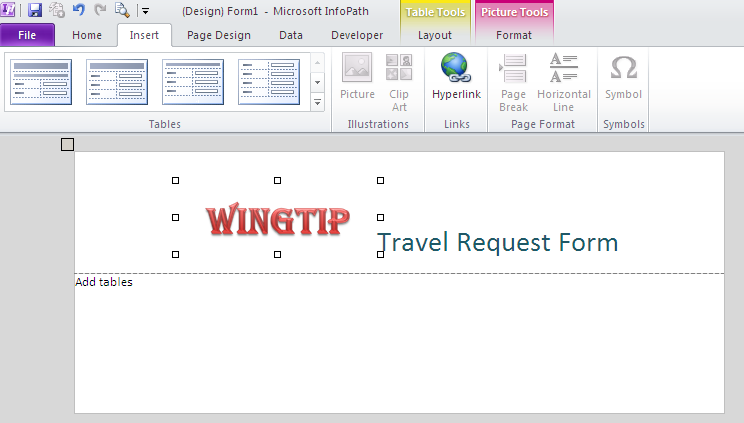 (Design) Form1 - Microsoft InfoPath
Table Tools
Picture Tools
File
Home
Insert
Page Design
Data
Developer
Layout
Format
Picture
Clip
Art
Hyperlink
Page
Break
Horizontal
Line
Symbol
Tables
Illustrations
Links
Page Format
Symbols
WINGTIP
Travel Request Form
Add tables